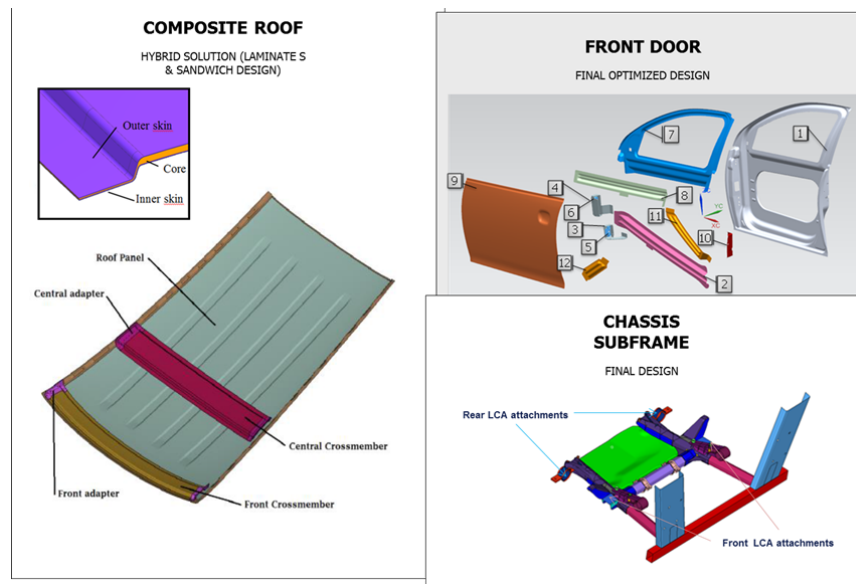 COMPOSITE ROOF
HYBRID SOLUTION (LAMINATE S
& SANDWICH DESIGN)
Outer skin
Core
Inner skin
Roof Panel
Central adapter
Central Crossmember
Front adapter
Front Crossmember
FRONT DOOR
FINAL OPTIMIZED DESIGN
7
1
9
4
8
6
11
3
10
5
12
2
YC
XC
CHASSIS
SUBFRAME
FINAL DESIGN
Rear LCA attachments
Front LCA attachments